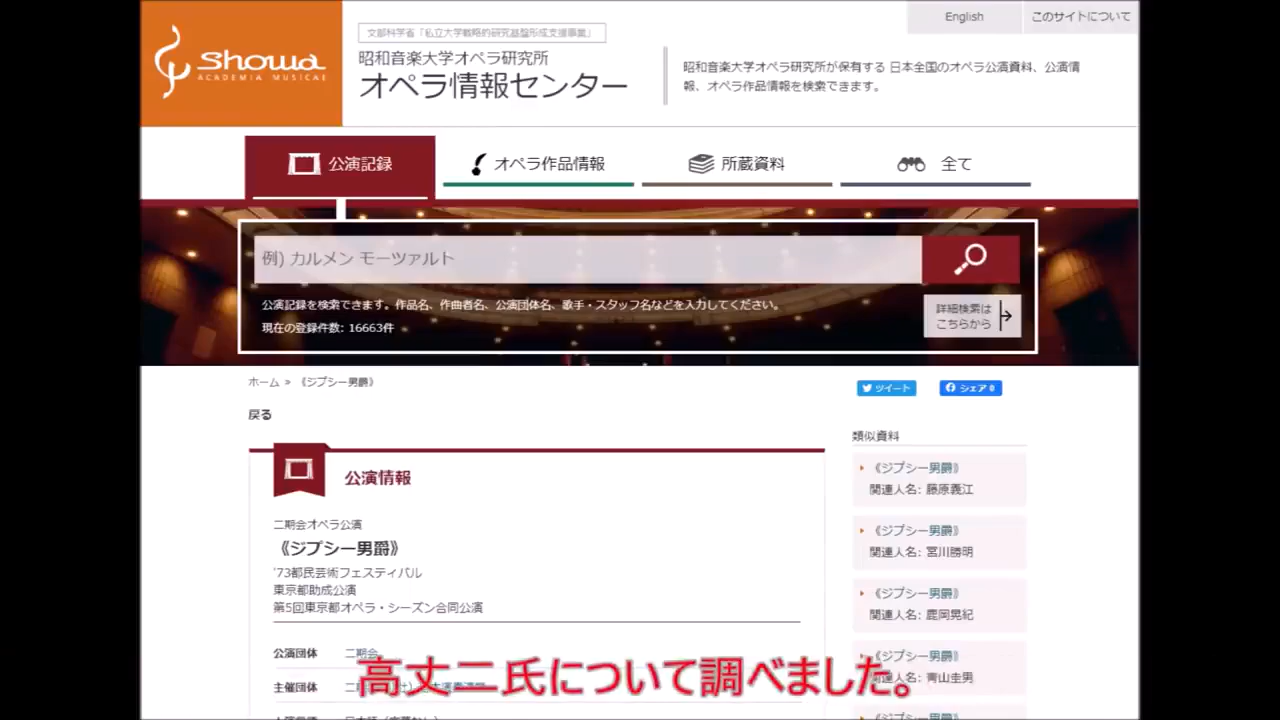 Showa
ACADEMIA MUSICAE
文部科学省「私立大学戦略的研究基盤形成支援事業」
昭和音楽大学オペラ研究所
オペラ情報センター
昭和音楽大学オペラ研究所が保有する 日本全国のオペラ公演資料、公演情
報、オペラ作品情報を検索できます。
English
このサイトについて
公演記録
オペラ作品情報
所蔵資料
全て
例) カルメン モーツァルト
公演記録を検索できます。作品名、作曲者名、公演団体名、歌手・スタッフ名などを入力してください。
現在の登録件数: 16663件
詳細検索は
こちらから
ホーム » 《ジプシー男爵》
ツイート
シェア 0
戻る
公演情報
二期会オペラ公演
《ジプシー男爵》
'73都民芸術フェスティバル
東京都助成公演
第5回東京都オペラ・シーズン合同公演
公演団体 二期会
主催団体
類似資料
《ジプシー男爵》
関連人名: 藤原義江
《ジプシー男爵》
関連人名: 宮川勝明
《ジプシー男爵》
関連人名: 鹿岡晃紀
《ジプシー男爵》
関連人名: 青山圭男
《ジプシー男爵》
高丈二氏について調べました。